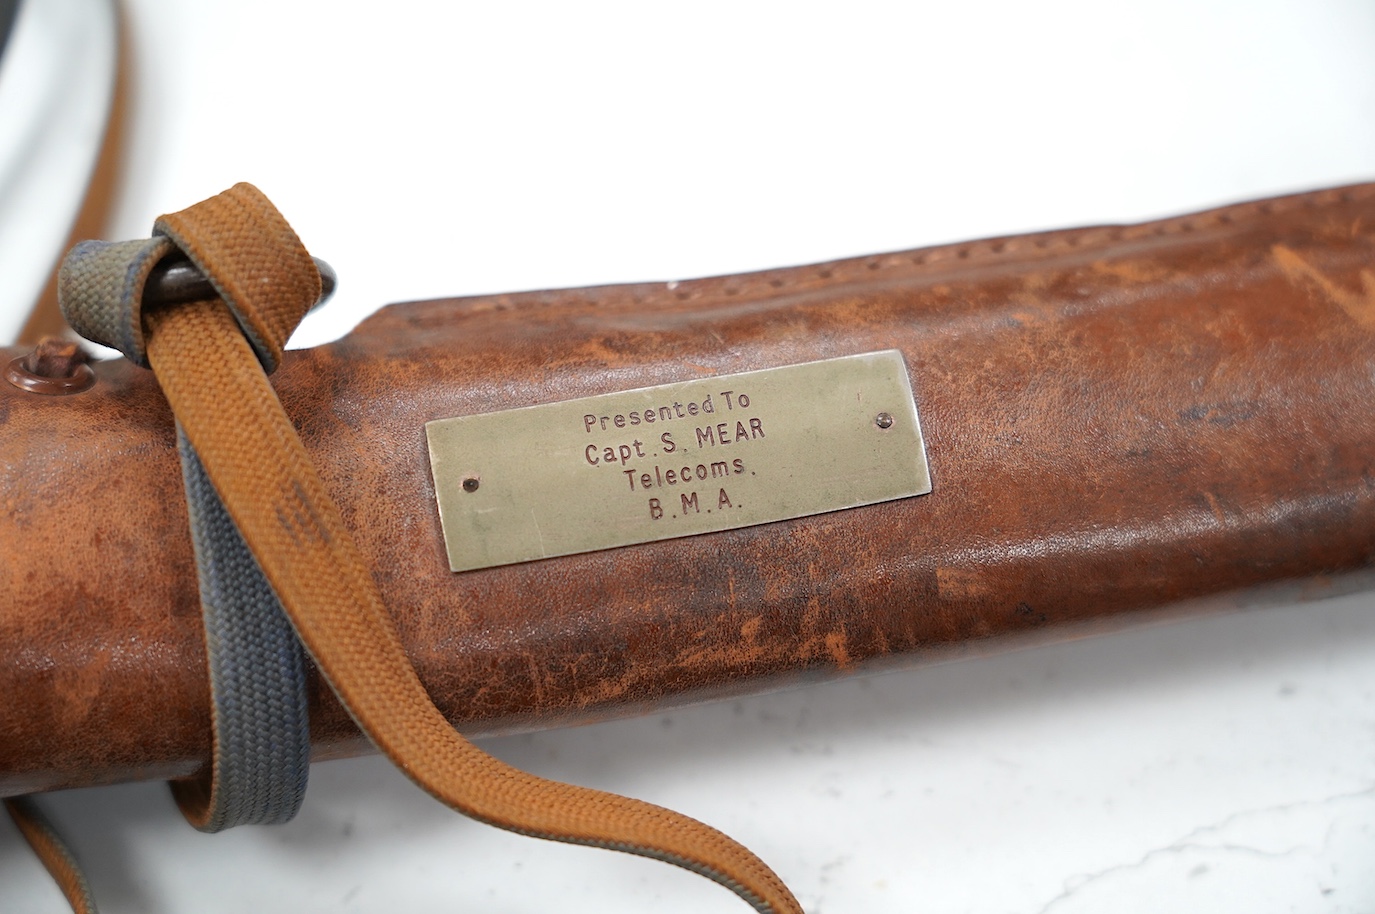 Presented To
Capt. S. MEAR
Telecoms.
B.M.A.